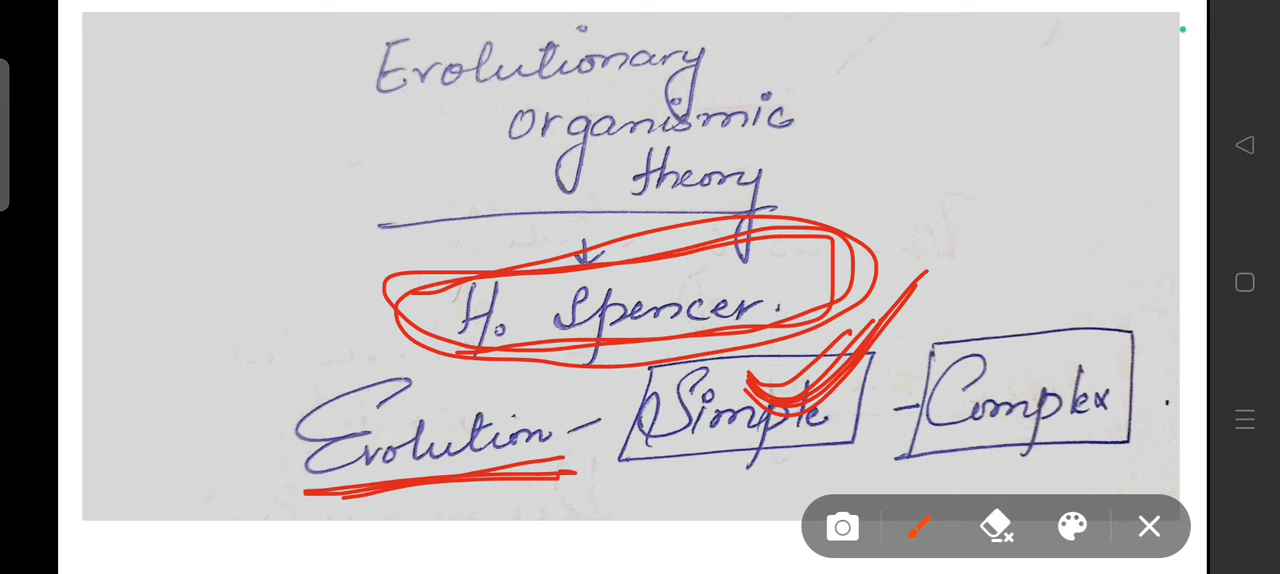 Evolutionary
Organismic
theory
H. Spencer.
Evolution - Simple - Complex.